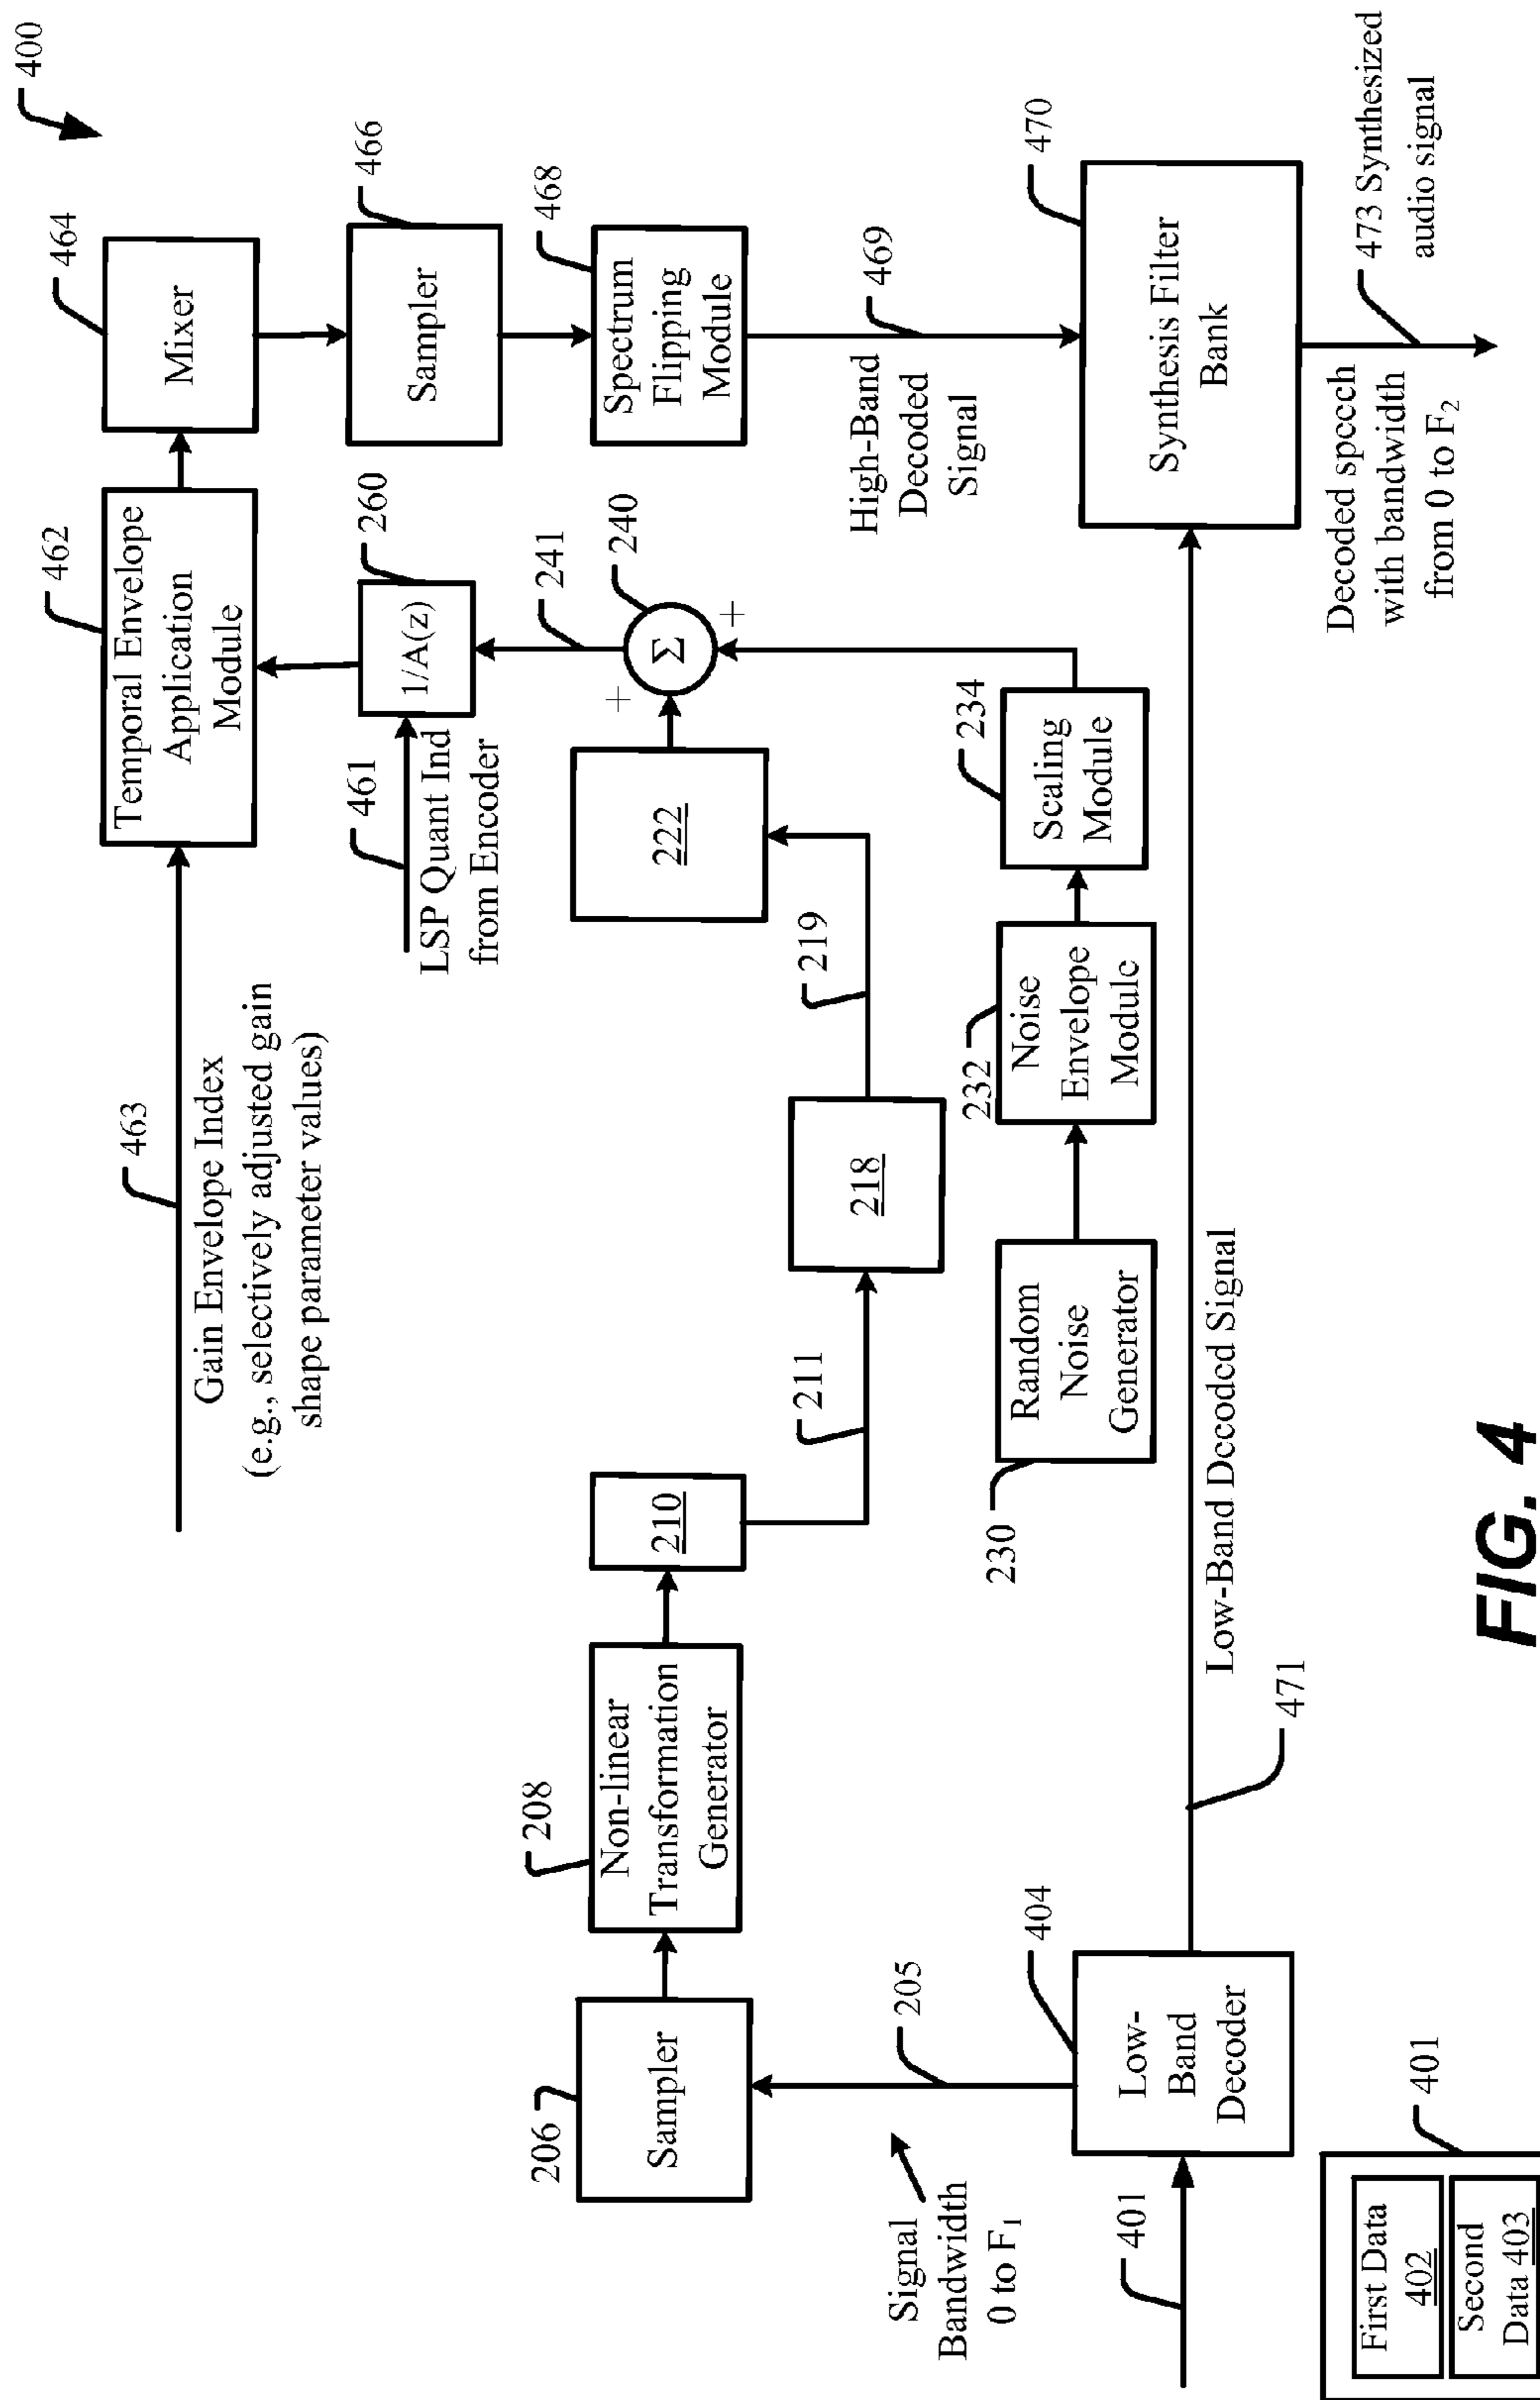 400
463
Gain Envelope Index
(e.g., selectively adjusted gain
shape parameter values)
462
Temporal Envelope
Application
Module
464
Mixer
466
Sampler
468
Spectrum
Flipping
Module
461
LSP Quant Ind
from Encoder
260
1/A(z)
241
240
Σ
+
+
469
High-Band
Decoded
Signal
206
Sampler
208
Non-linear
Transformation
Generator
210
211
218
219
222
205
Signal
Bandwidth
0 to F1
230
Random
Noise
Generator
232
Noise
Envelope
Module
234
Scaling
Module
401
404
Low-
Band
Decoder
471
Low-Band Decoded Signal
470
Synthesis Filter
Bank
Decoded speech
with bandwidth
from 0 to F2
473 Synthesized
audio signal
401
First Data
402
Second
Data 403
FIG. 4